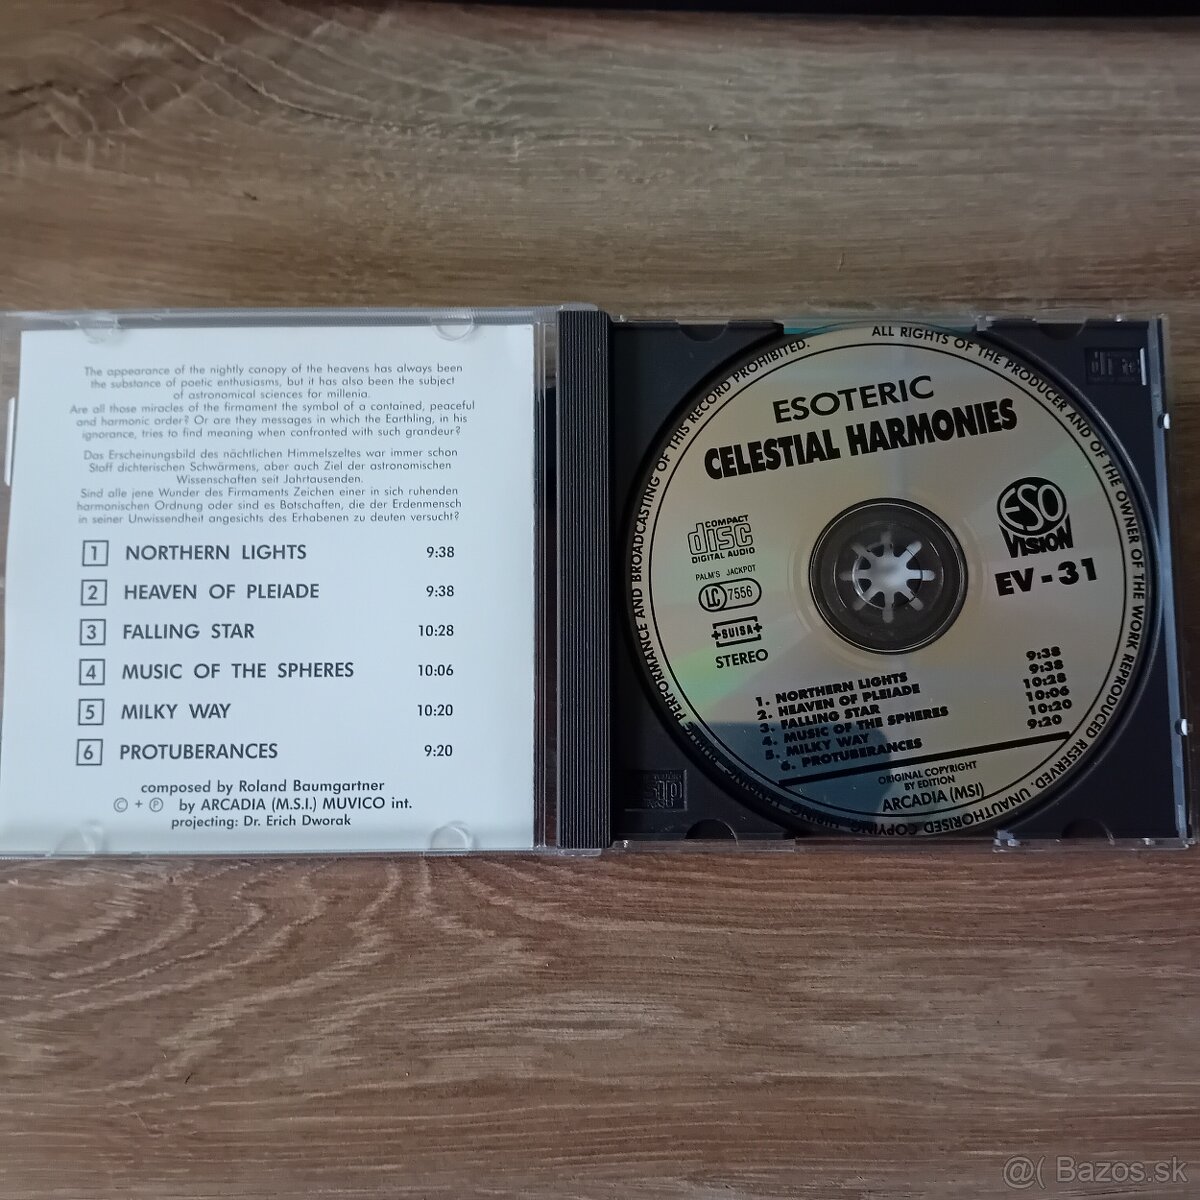 The appearance of the nightly canopy of the heavens has always been
the substance of poetic enthusiasms, but it has also been the subject
of astronomical sciences for millenia.
Are all those miracles of the firmament the symbol of a contained, peaceful
and harmonic order? Or are they messages in which the Earthling, in his
ignorance, tries to find meaning when confronted with such grandeur?
Das Erscheinungsbild des nächtlichen Himmelszeltes war immer schon
Stoff dichterischen Schwärmens, aber auch Ziel der astronomischen
Wissenschaften seit Jahrtausenden.
Sind alle jene Wunder des Firmaments Zeichen einer in sich ruhenden
harmonischen Ordnung oder sind es Botschaften, die der Erdenmensch
in seiner Unwissenheit angesichts des Erhabenen zu deuten versucht?
1 NORTHERN LIGHTS 9:38
2 HEAVEN OF PLEIADE 9:38
3 FALLING STAR 10:28
4 MUSIC OF THE SPHERES 10:06
5 MILKY WAY 10:20
6 PROTUBERANCES 9:20
composed by Roland Baumgartner
© + ℗ by ARCADIA (M.S.I.) MUVICO int.
projecting: Dr. Erich Dworak
ALL RIGHTS OF THE PRODUCER AND OF THE OWNER OF THE WORK REPRODUCED RESERVED. UNAUTHORISED COPYING, HIRING, LENDING, PUBLIC PERFORMANCE AND BROADCASTING OF THIS RECORD PROHIBITED.
ESOTERIC
CELESTIAL HARMONIES
COMPACT
disc
DIGITAL AUDIO
PALM'S JACKPOT
LC 7556
+SUISA+
STEREO
ESO
VISION
EV - 31
1. NORTHERN LIGHTS 9:38
2. HEAVEN OF PLEIADE 9:38
3. FALLING STAR 10:28
4. MUSIC OF THE SPHERES 10:06
5. MILKY WAY 10:20
6. PROTUBERANCES 9:20
ORIGINAL COPYRIGHT
BY EDITION
ARCADIA (MSI)
@( Bazos.sk